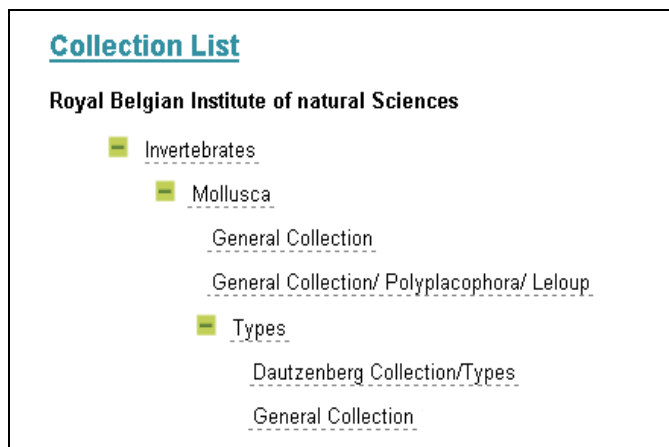 Collection List
Royal Belgian Institute of natural Sciences
Invertebrates
Mollusca
General Collection
General Collection/ Polyplacophora/ Leloup
Types
Dautzenberg Collection/Types
General Collection